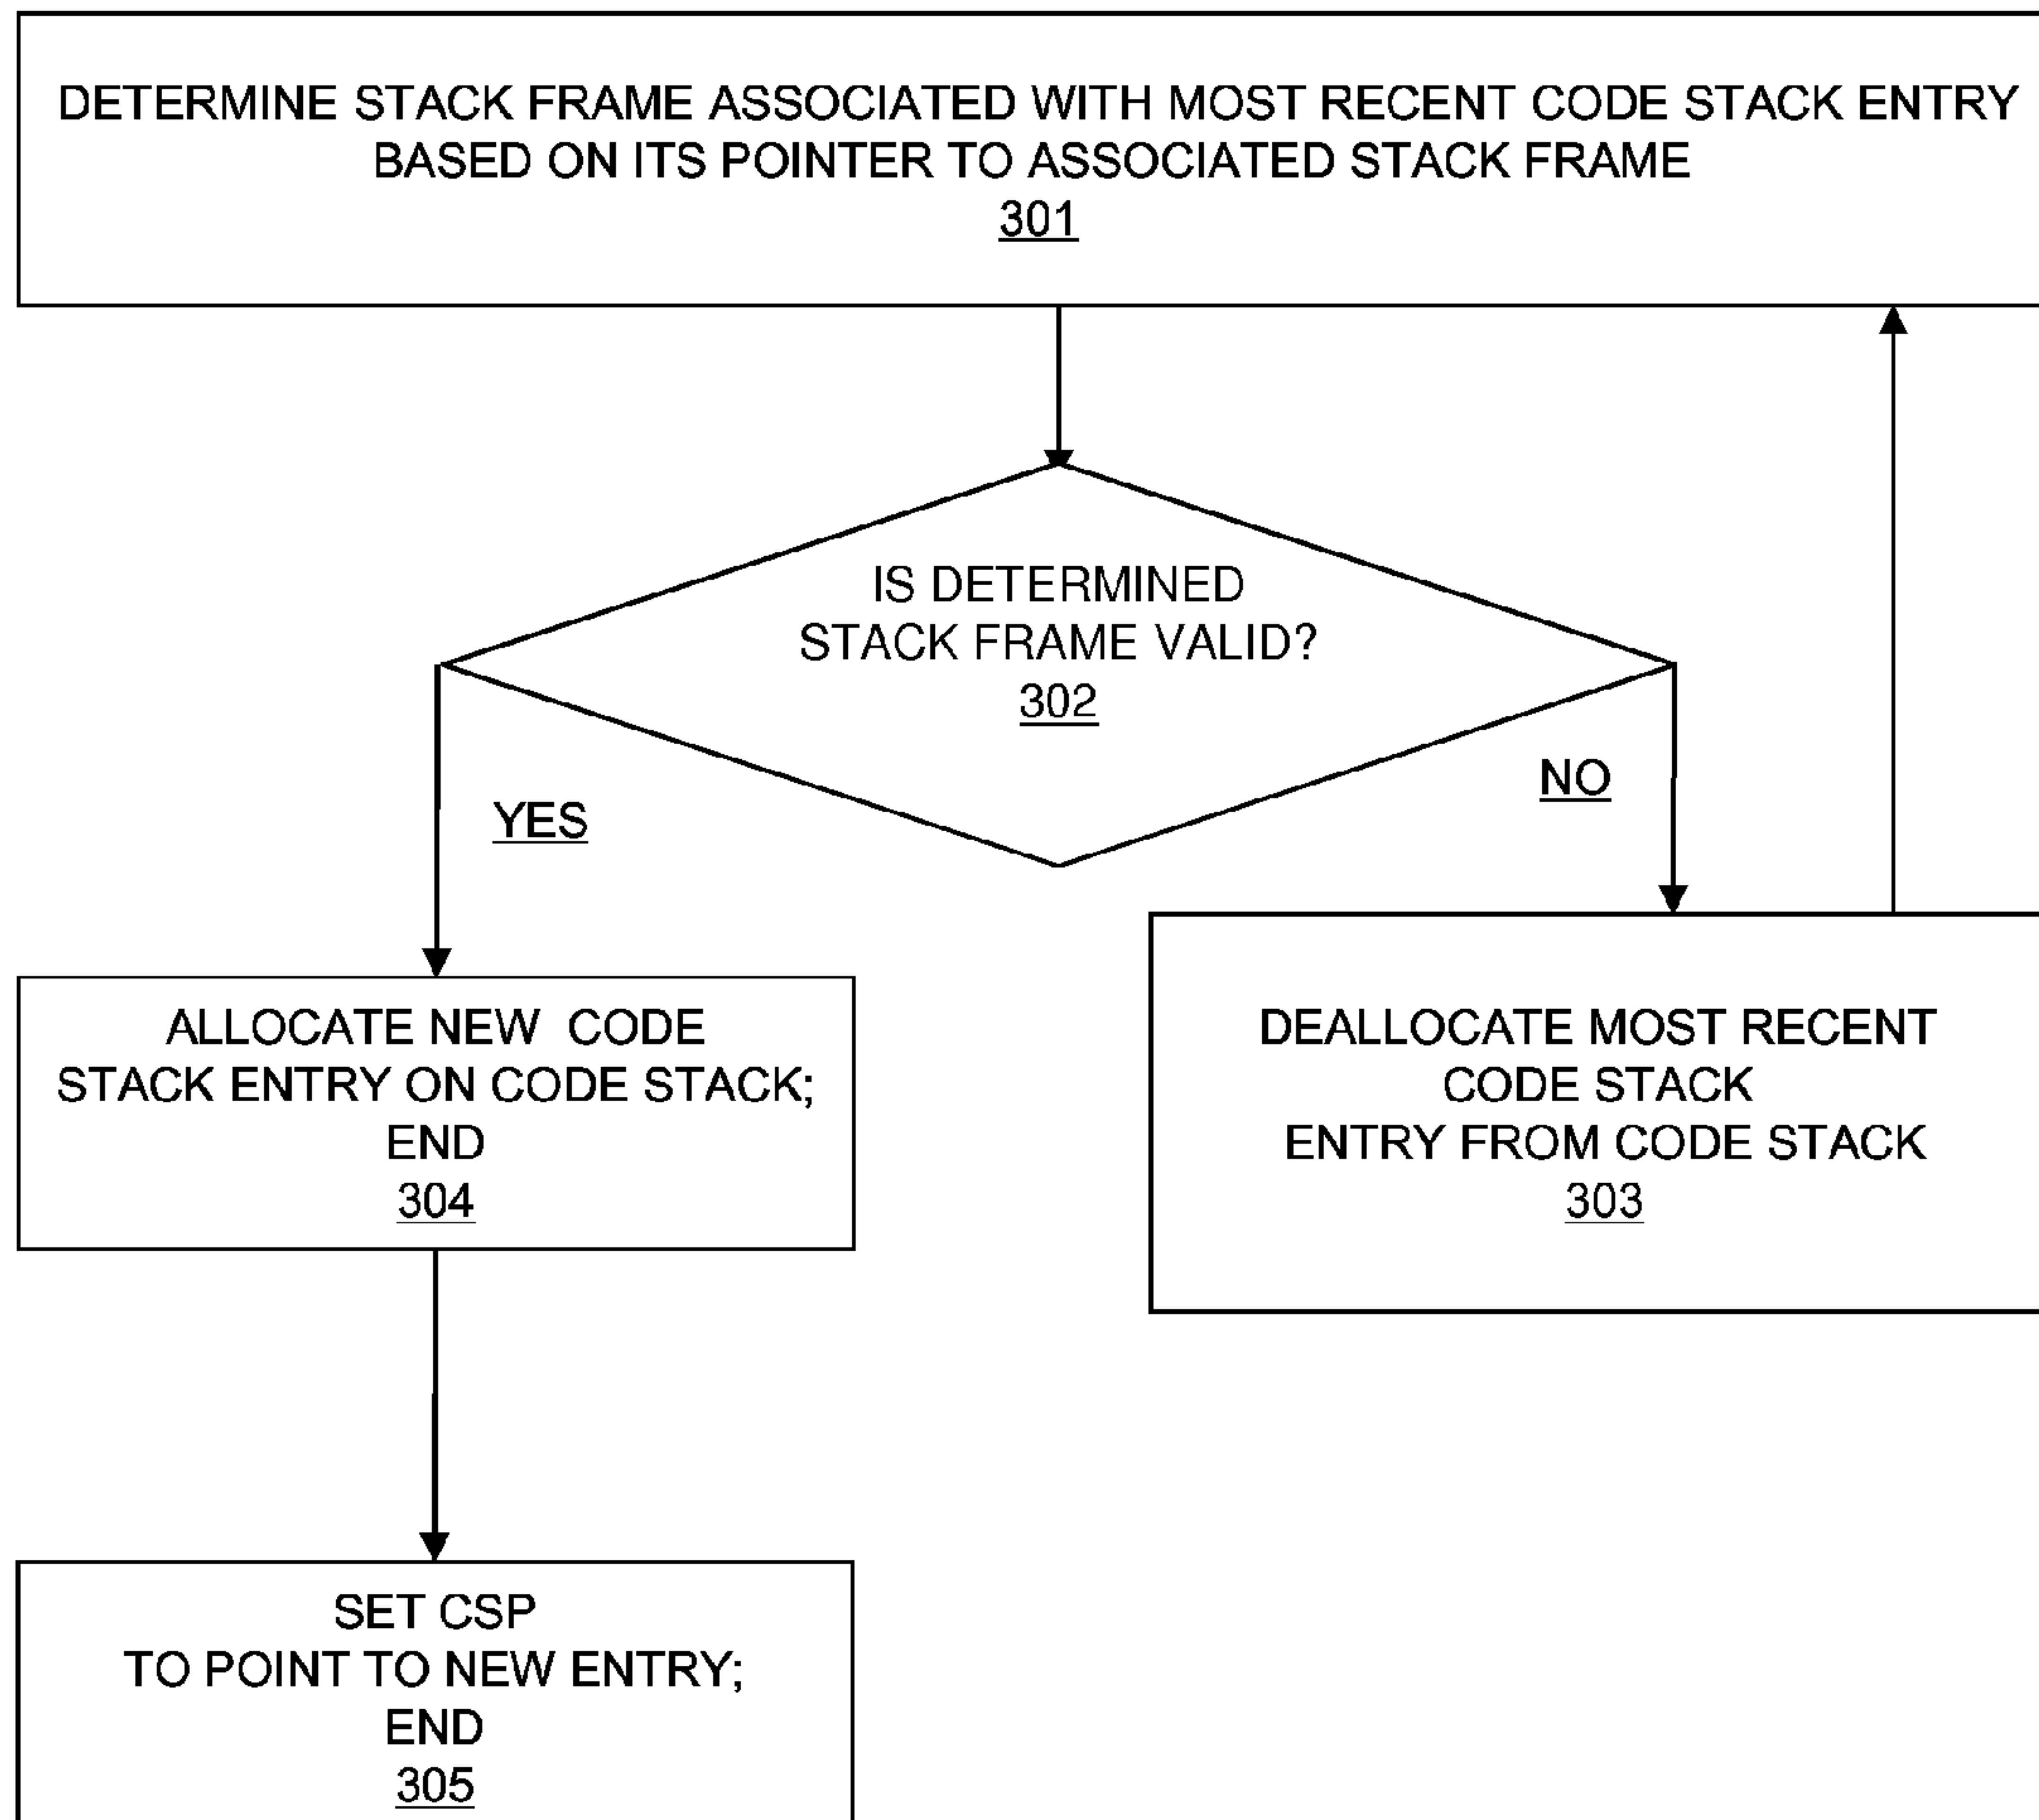 DETERMINE STACK FRAME ASSOCIATED WITH MOST RECENT CODE STACK ENTRY
BASED ON ITS POINTER TO ASSOCIATED STACK FRAME
301
IS DETERMINED
STACK FRAME VALID?
302
YES
NO
ALLOCATE NEW CODE
STACK ENTRY ON CODE STACK;
END
304
DEALLOCATE MOST RECENT
CODE STACK
ENTRY FROM CODE STACK
303
SET CSP
TO POINT TO NEW ENTRY;
END
305